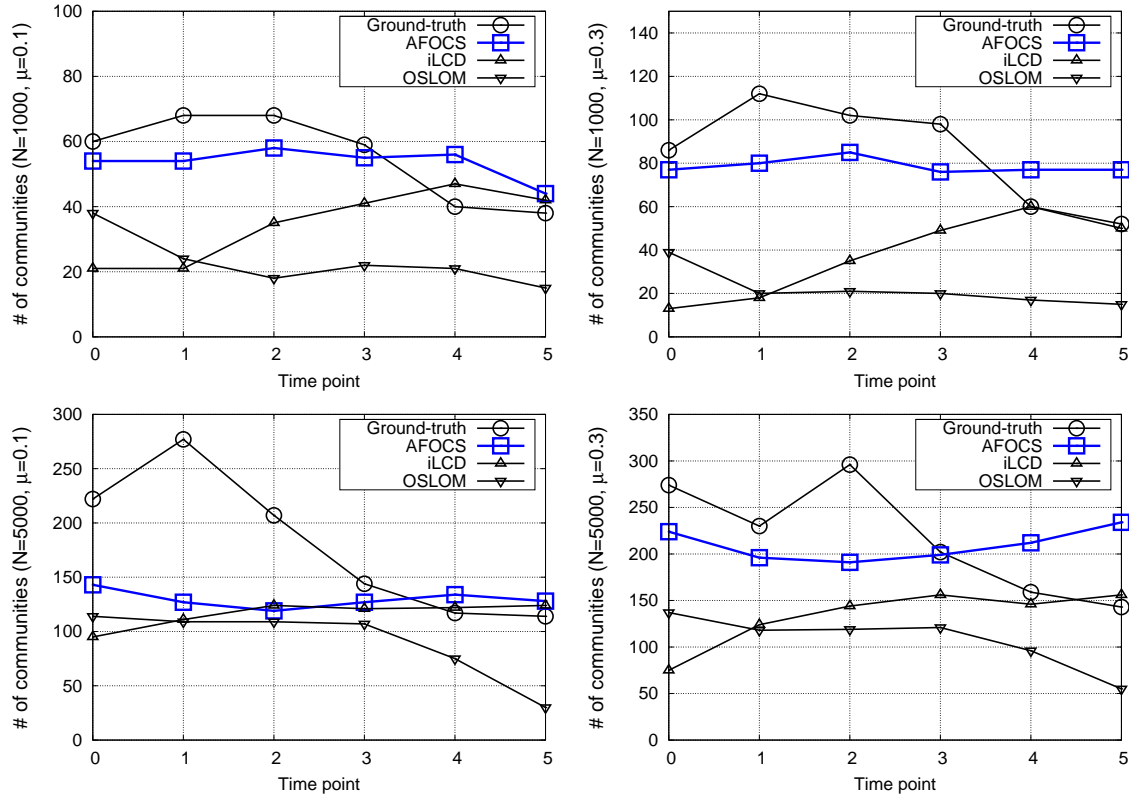 # of communities (N=1000, μ=0.1)
100
80
60
40
20
0
0 1 2 3 4 5
Time point
Ground-truth
AFOCS
iLCD
OSLOM
# of communities (N=1000, μ=0.3)
140
120
100
80
60
40
20
0
0 1 2 3 4 5
Time point
Ground-truth
AFOCS
iLCD
OSLOM
# of communities (N=5000, μ=0.1)
300
250
200
150
100
50
0
0 1 2 3 4 5
Time point
Ground-truth
AFOCS
iLCD
OSLOM
# of communities (N=5000, μ=0.3)
350
300
250
200
150
100
50
0
0 1 2 3 4 5
Time point
Ground-truth
AFOCS
iLCD
OSLOM